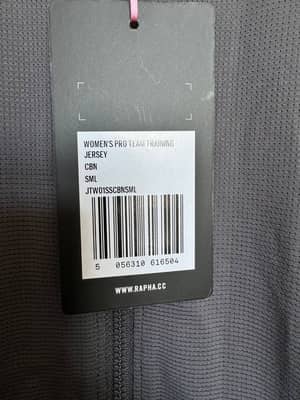 WOMEN'S PRO TEAM TRAINING
JERSEY
CBN
SML
JTW01SSCBNSML
5 056310 616504
WWW.RAPHA.CC